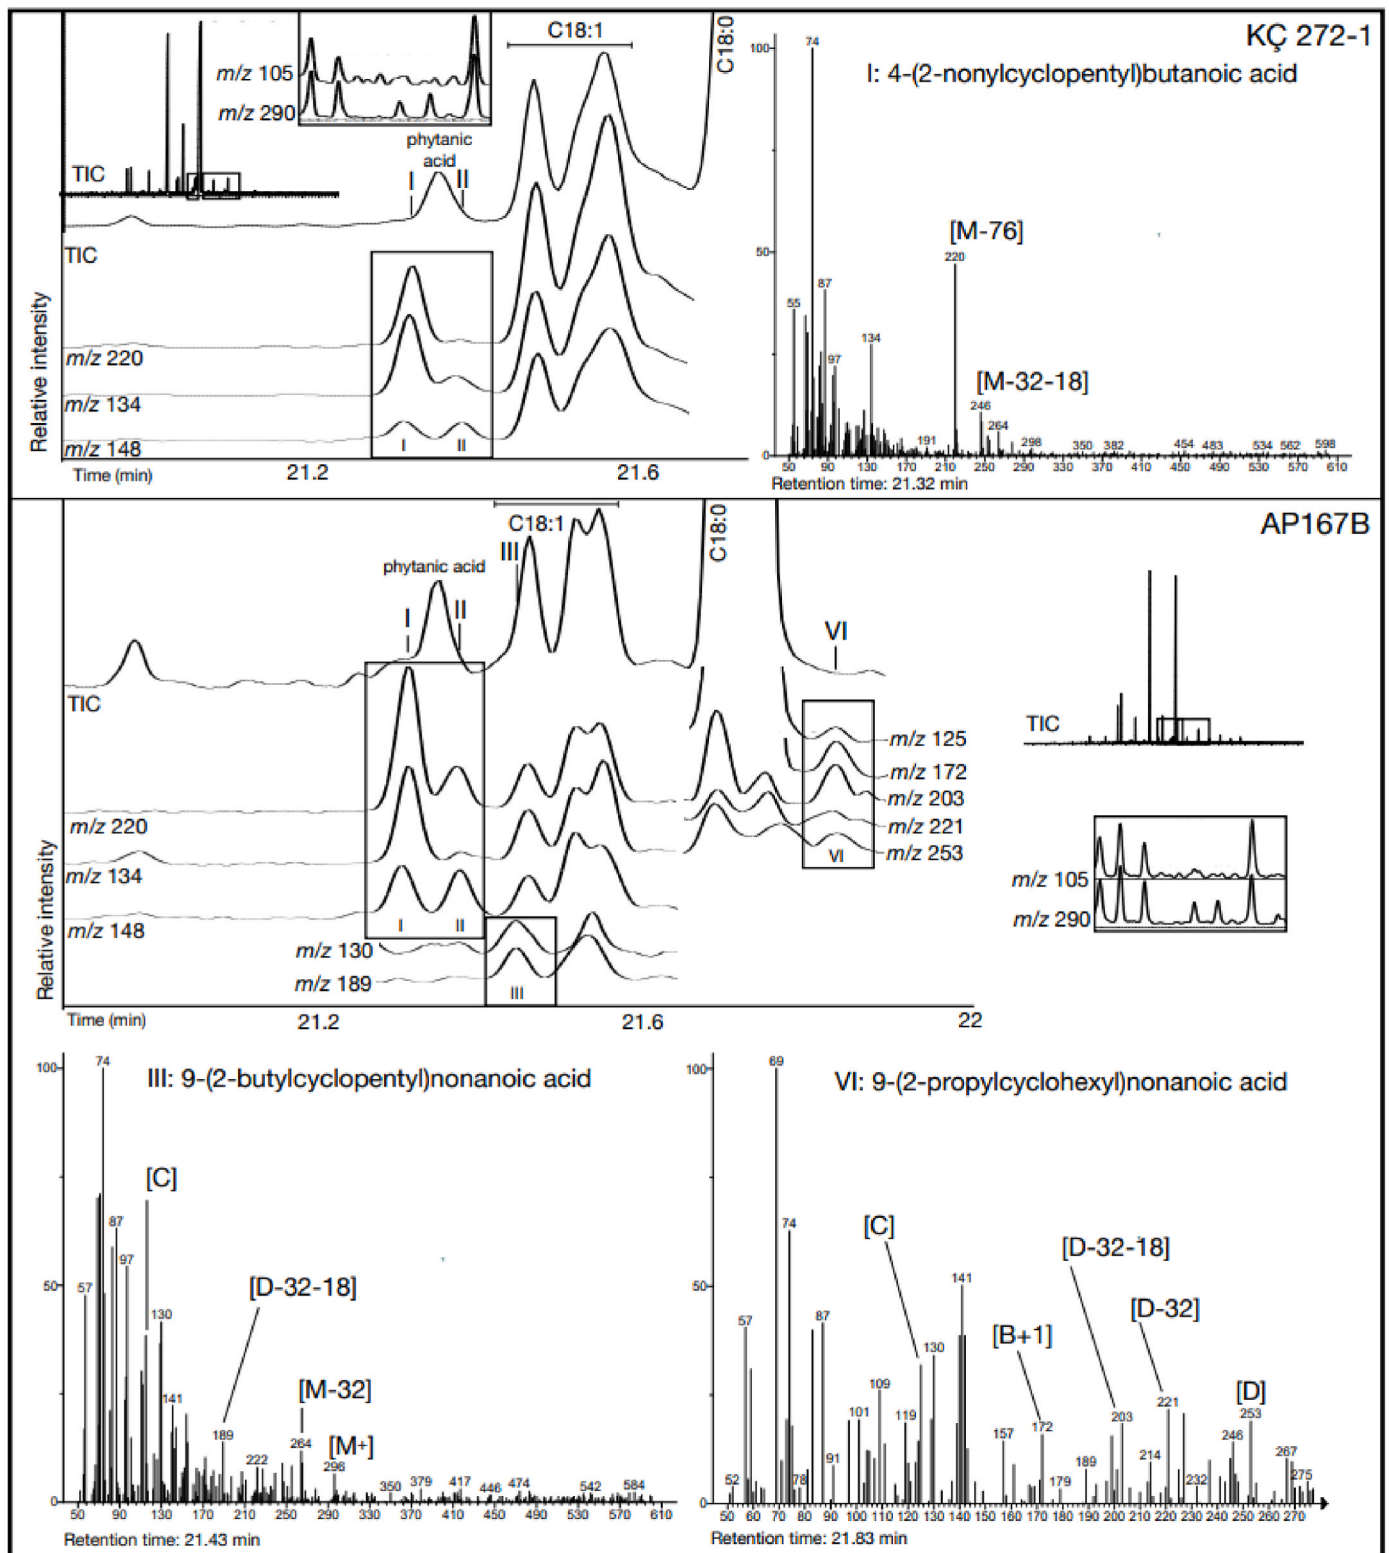 KÇ 272-1
C18:1
C18:0
m/z 105
m/z 290
TIC
phytanic
acid
I
II
TIC
m/z 220
m/z 134
m/z 148
I
II
Relative intensity
Time (min)
21.2
21.6
I: 4-(2-nonylcyclopentyl)butanoic acid
100
50
0
74
[M-76]
220
87
55
134
97
[M-32-18]
246
264
191
298
350
382
454
483
534
562
598
50 90 130 170 210 250 290 330 370 410 450 490 530 570 610
Retention time: 21.32 min
AP167B
C18:1
C18:0
III
phytanic acid
I
II
VI
TIC
m/z 220
m/z 134
m/z 148
I
II
m/z 130
m/z 189
III
m/z 125
m/z 172
m/z 203
m/z 221
m/z 253
VI
TIC
m/z 105
m/z 290
Relative intensity
Time (min)
21.2
21.6
22
III: 9-(2-butylcyclopentyl)nonanoic acid
100
50
0
74
[C]
87
97
57
130
[D-32-18]
141
189
[M-32]
264
[M+]
222
296
350
379
417
446
474
542
584
50 90 130 170 210 250 290 330 370 410 450 490 530 570 610
Retention time: 21.43 min
VI: 9-(2-propylcyclohexyl)nonanoic acid
100
50
0
69
74
[C]
[D-32-18]
141
[D-32]
87
57
[B+1]
130
109
[D]
101
119
221
203
253
172
157
246
91
189
214
267
52
78
179
232
275
50 60 70 80 90 100 110 120 130 140 150 160 170 180 190 200 210 220 230 240 250 260 270
Retention time: 21.83 min